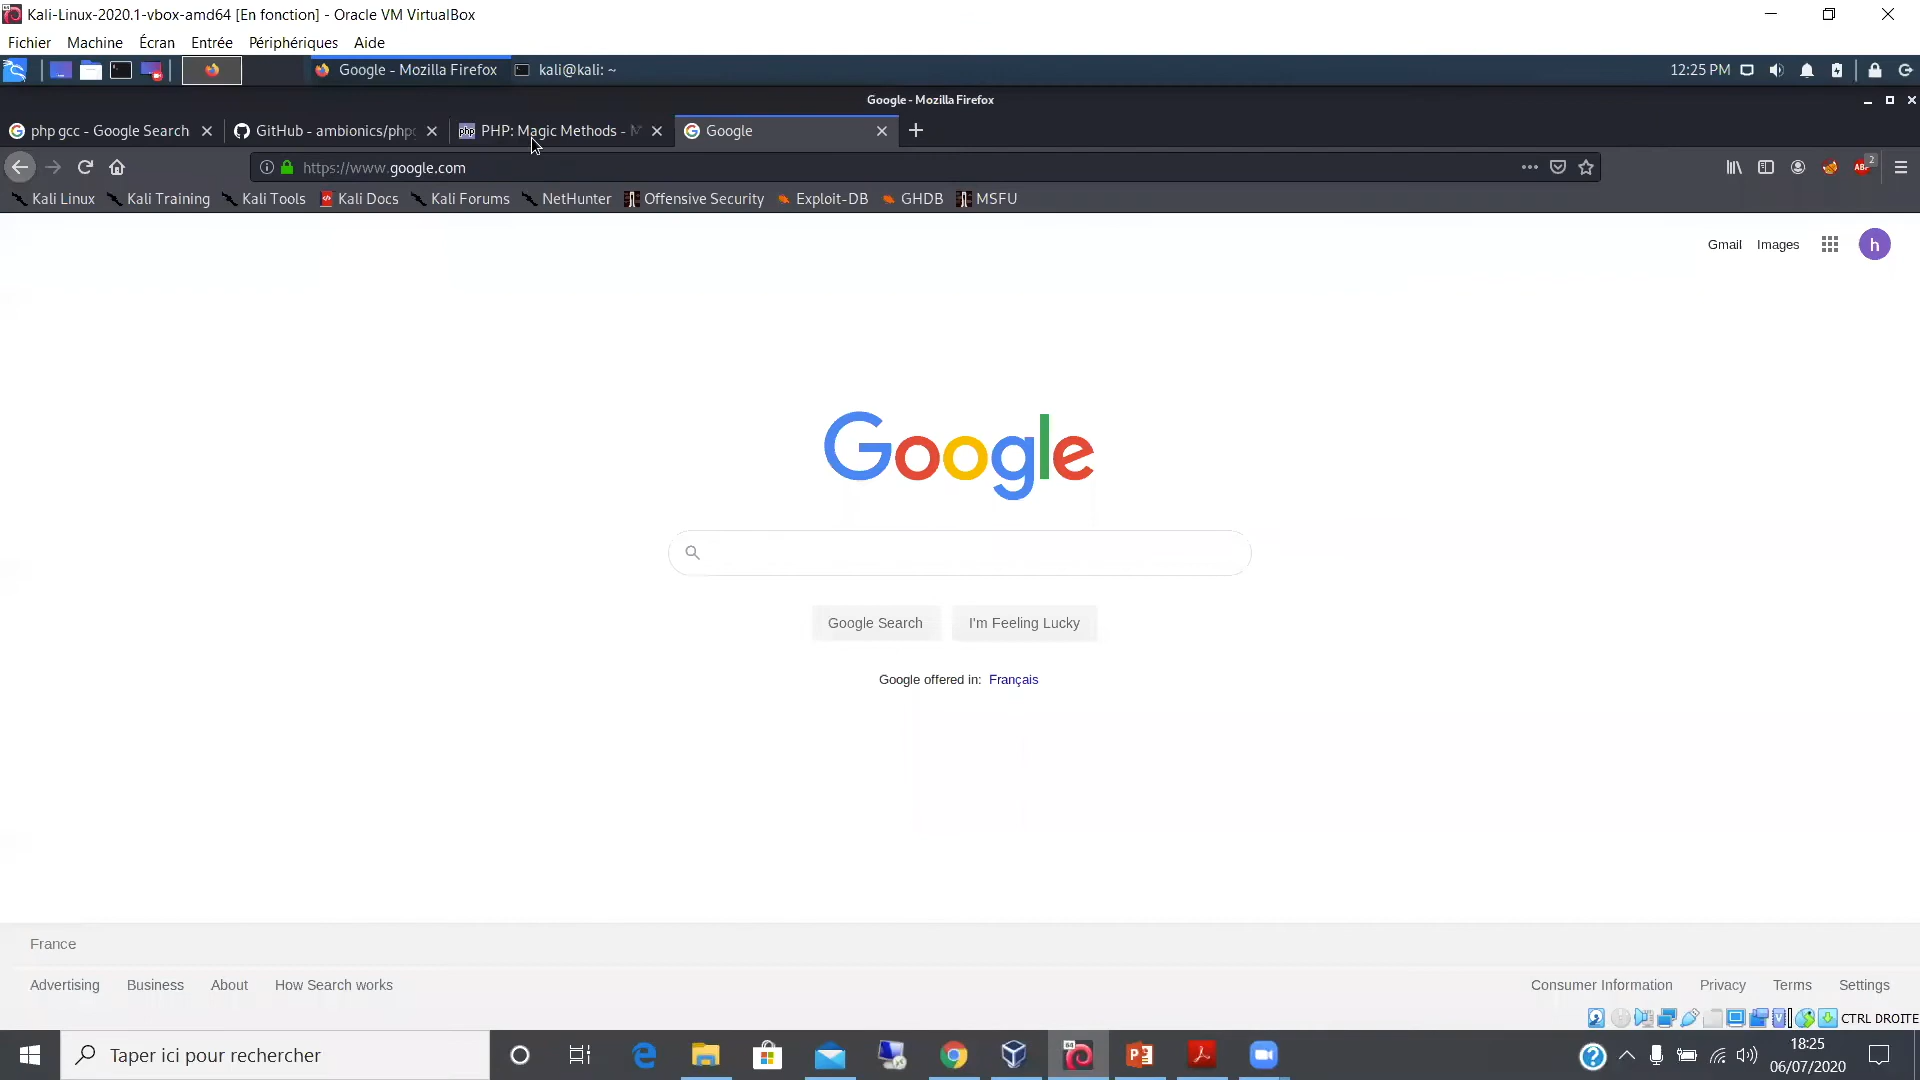 Kali-Linux-2020.1-vbox-amd64 [En fonction] - Oracle VM VirtualBox
Fichier Machine Écran Entrée Périphériques Aide
Google - Mozilla Firefox kali@kali: ~ 12:25 PM
Google - Mozilla Firefox
php gcc - Google Search GitHub - ambionics/php PHP: Magic Methods - M Google
https://www.google.com ABP 2
Kali Linux Kali Training Kali Tools Kali Docs Kali Forums NetHunter Offensive Security Exploit-DB GHDB MSFU
Gmail Images h
Google
Google Search I'm Feeling Lucky
Google offered in: Français
France
Advertising Business About How Search works Consumer Information Privacy Terms Settings
CTRL DROITE
Taper ici pour rechercher
18:25
06/07/2020